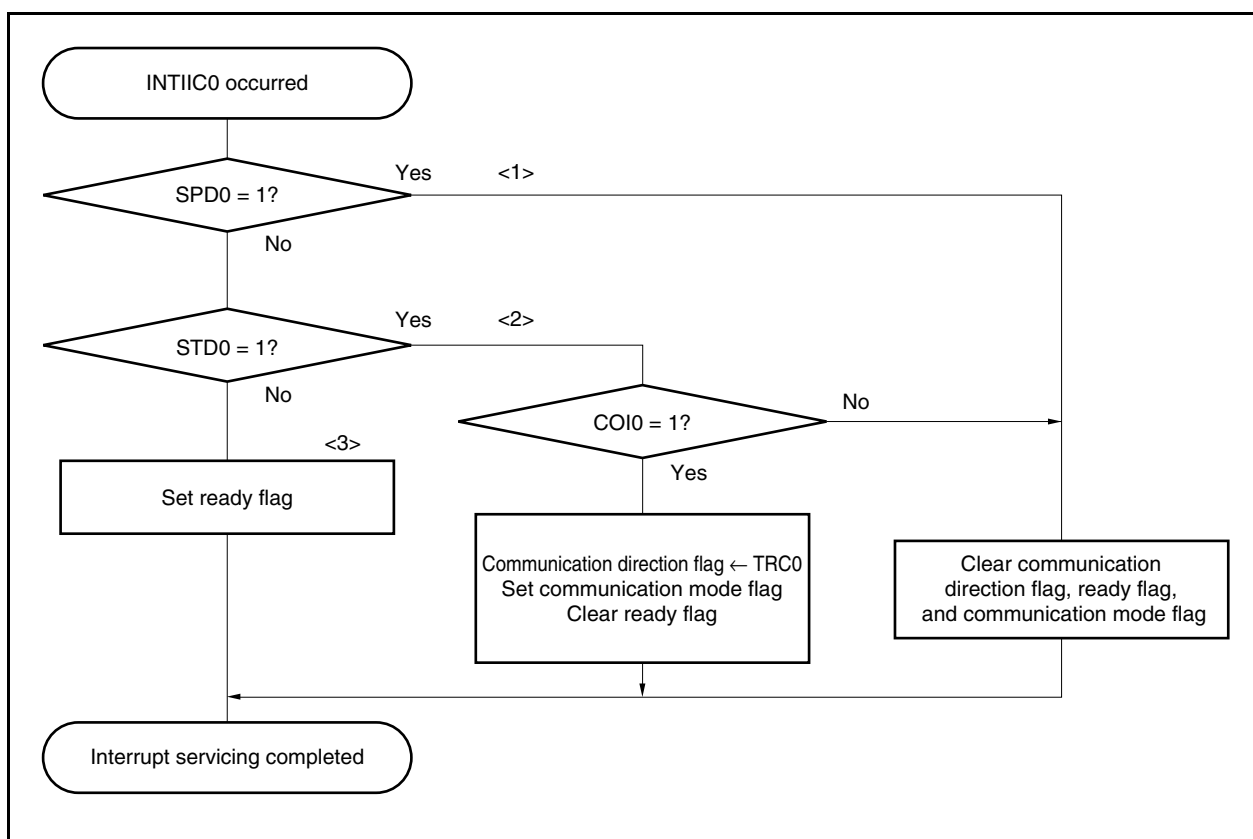 INTIIC0 occurred
Yes
<1>
SPD0 = 1?
No
Yes
<2>
STD0 = 1?
No
No
COI0 = 1?
<3>
Yes
Set ready flag
Communication direction flag ← TRC0
Set communication mode flag
Clear ready flag
Clear communication
direction flag, ready flag,
and communication mode flag
Interrupt servicing completed